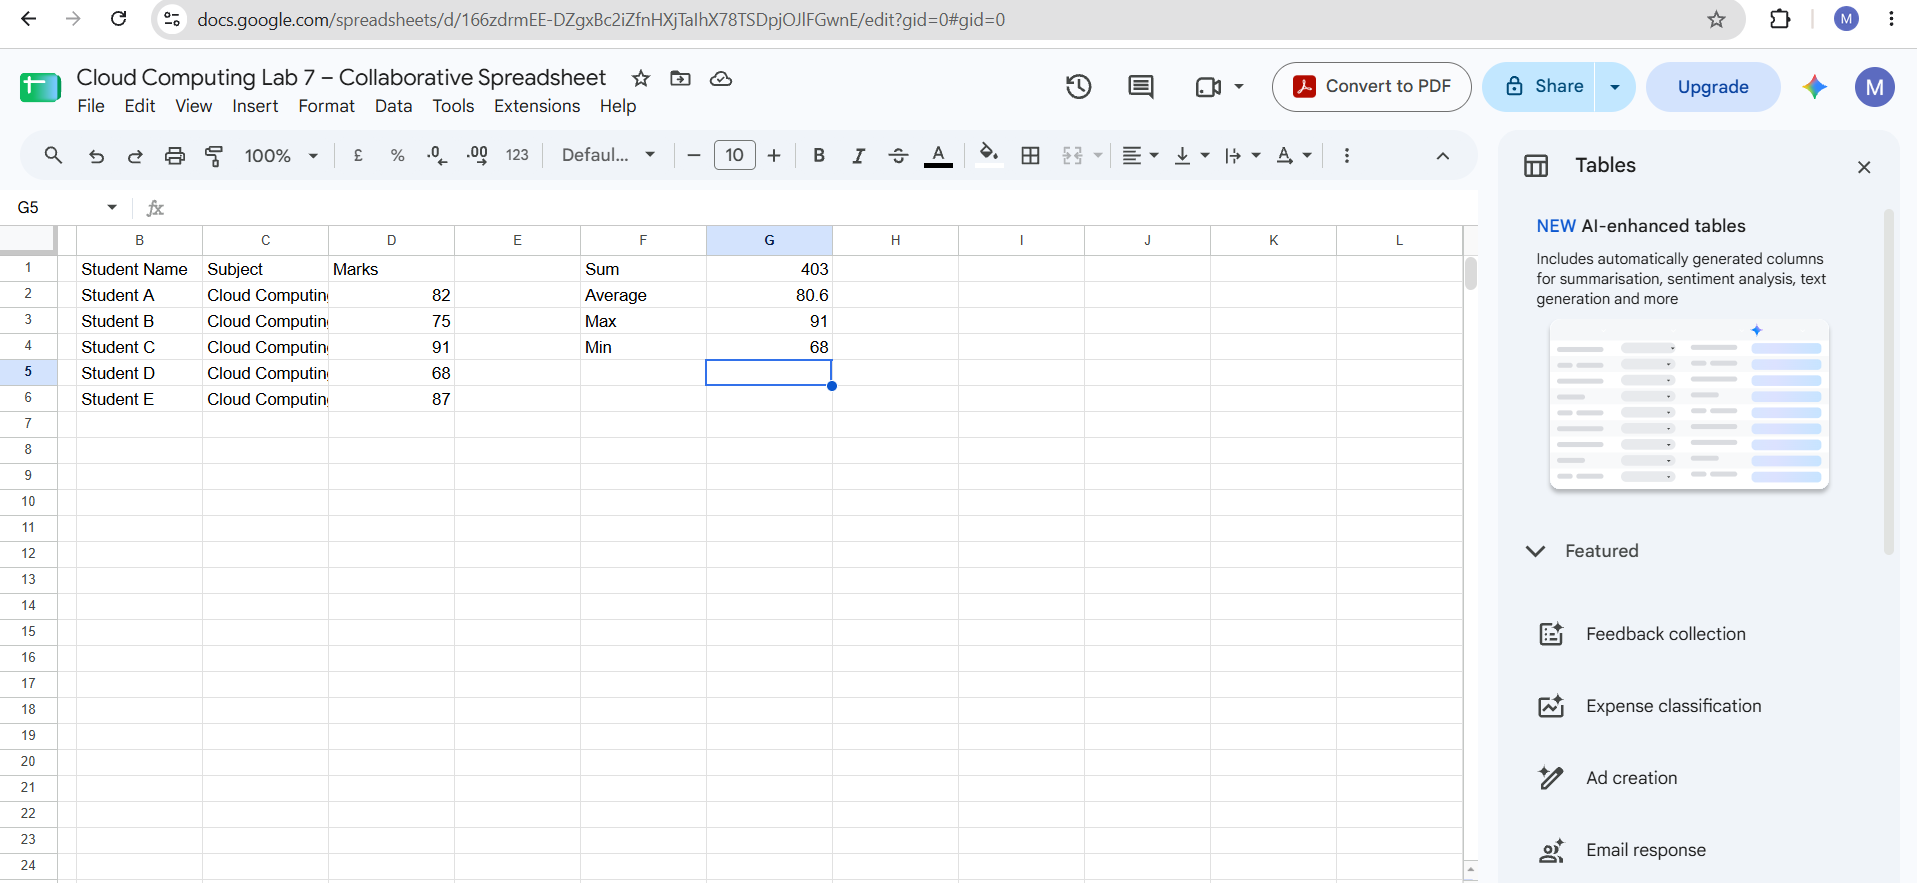 docs.google.com/spreadsheets/d/166zdrmEE-DZgxBc2iZfnHXjTaIhX78TSDpjOJlFGwnE/edit?gid=0#gid=0
M
Cloud Computing Lab 7 – Collaborative Spreadsheet
File Edit View Insert Format Data Tools Extensions Help
Convert to PDF
Share
Upgrade
M
100% £ % .0 .00 123 Defaul... 10 B I A A
G5 fx
B C D E F G H I J K L
1 Student Name Subject Marks Sum 403
2 Student A Cloud Computin 82 Average 80.6
3 Student B Cloud Computin 75 Max 91
4 Student C Cloud Computin 91 Min 68
5 Student D Cloud Computin 68
6 Student E Cloud Computin 87
7
8
9
10
11
12
13
14
15
16
17
18
19
20
21
22
23
24
Tables
NEW AI-enhanced tables
Includes automatically generated columns
for summarisation, sentiment analysis, text
generation and more
Featured
Feedback collection
Expense classification
Ad creation
Email response